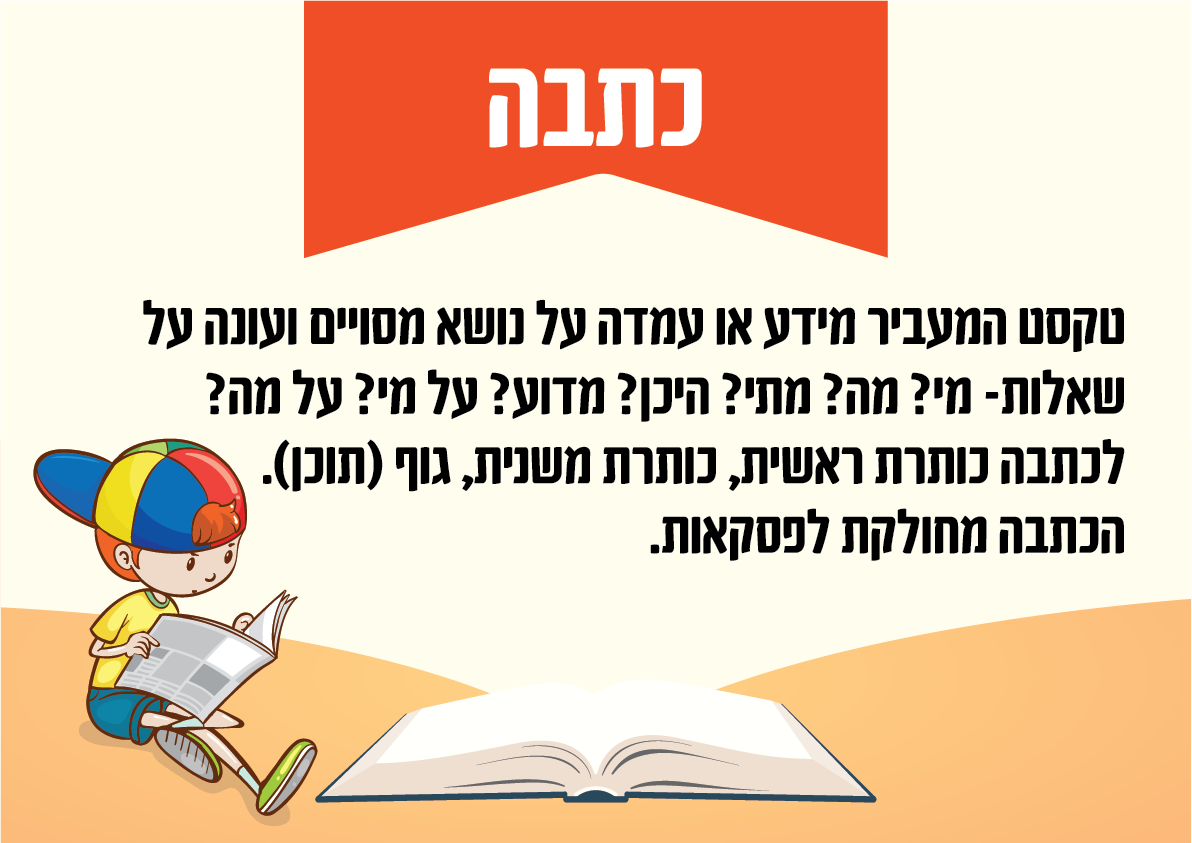 כתבה
טקסט המעביר מידע או עמדה על נושא מסויים ועונה על
שאלות- מי? מה? מתי? היכן? מדוע? על מי? על מה?
לכתבה כותרת ראשית, כותרת משנית, גוף (תוכן).
הכתבה מחולקת לפסקאות.